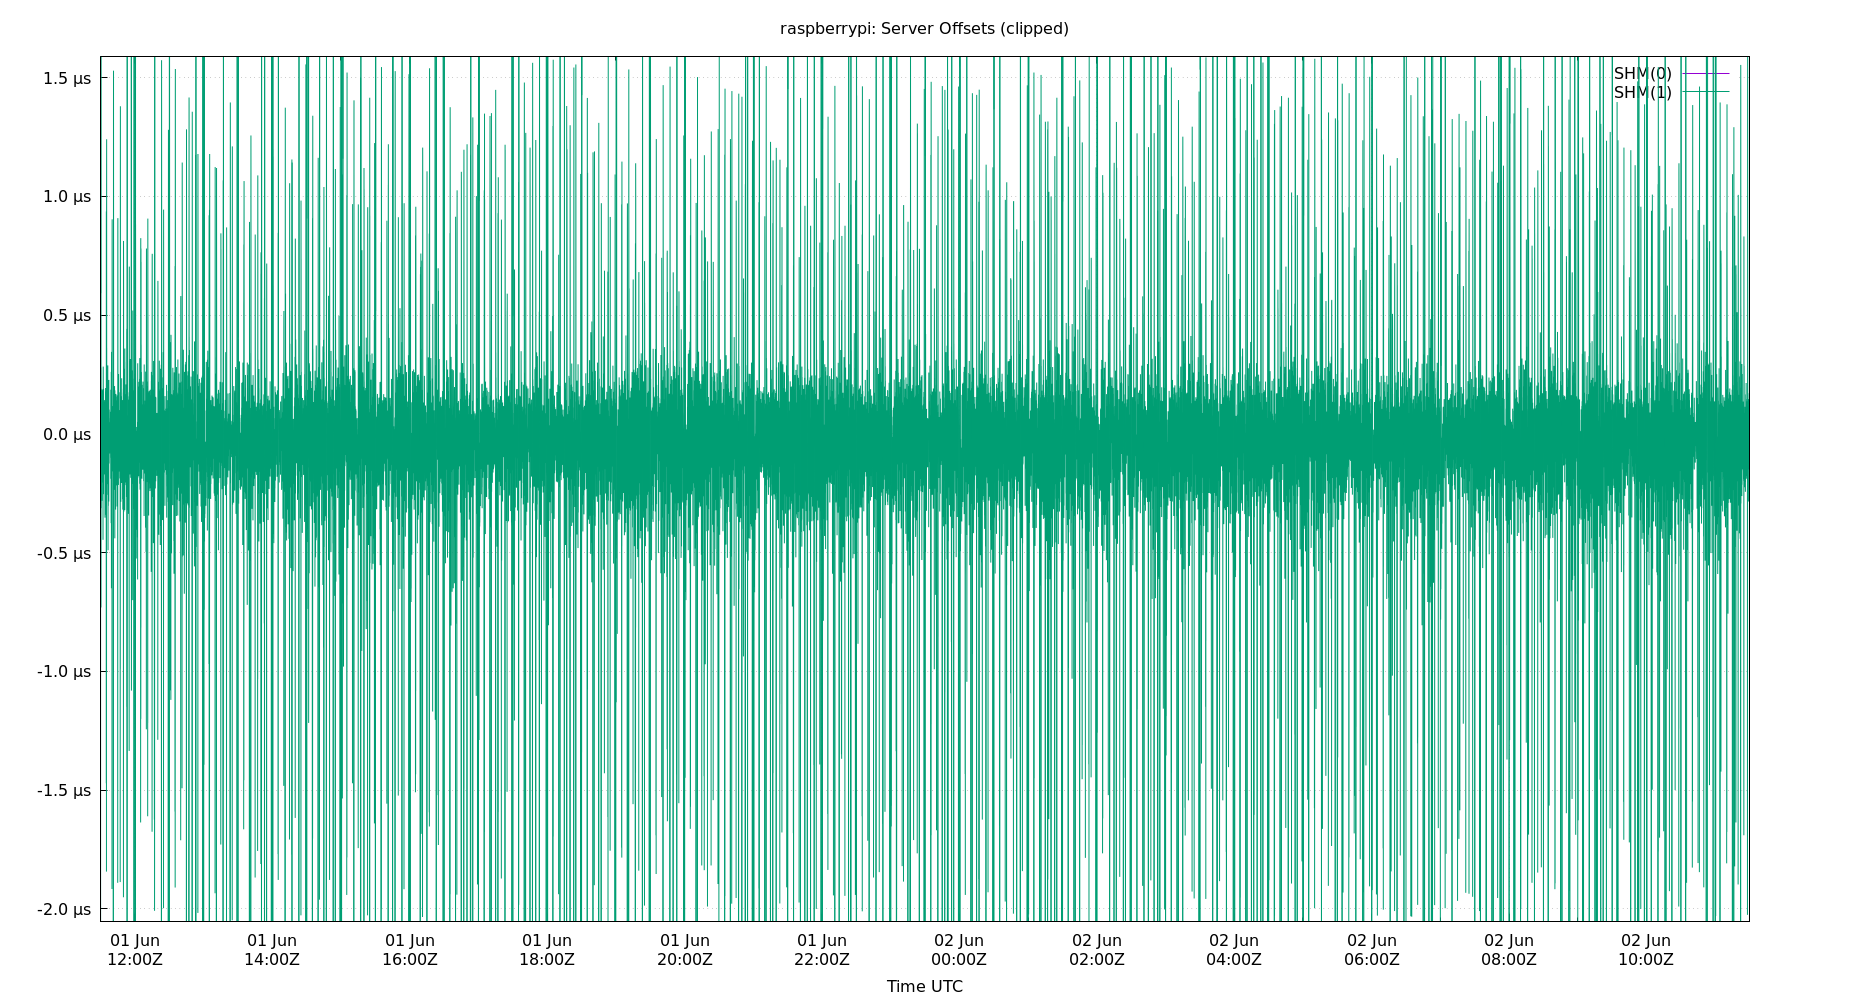 raspberrypi: Server Offsets (clipped)
SHM(0)
SHM(1)
1.5 µs
1.0 µs
0.5 µs
0.0 µs
-0.5 µs
-1.0 µs
-1.5 µs
-2.0 µs
01 Jun 01 Jun 01 Jun 01 Jun 01 Jun 01 Jun 02 Jun 02 Jun 02 Jun 02 Jun 02 Jun 02 Jun
12:00Z 14:00Z 16:00Z 18:00Z 20:00Z 22:00Z 00:00Z 02:00Z 04:00Z 06:00Z 08:00Z 10:00Z
Time UTC